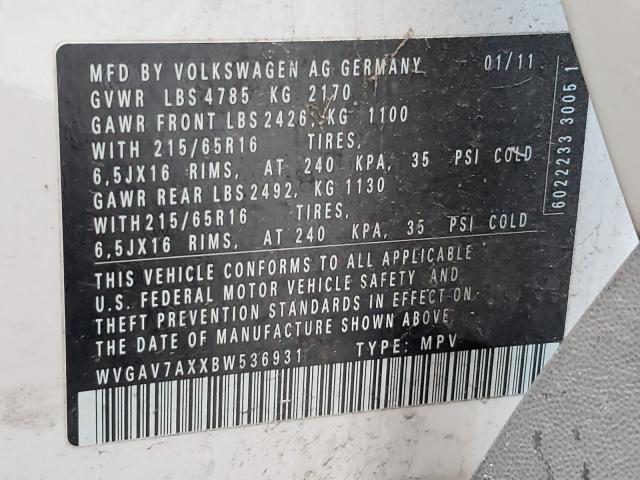 MFD BY VOLKSWAGEN AG GERMANY 01/11
GVWR LBS 4785 KG 2170
GAWR FRONT LBS 2426, KG 1100
WITH 215/65R16 TIRES,
6,5JX16 RIMS, AT 240 KPA, 35 PSI COLD
GAWR REAR LBS 2492, KG 1130
WITH 215/65R16 TIRES,
6,5JX16 RIMS, AT 240 KPA, 35 PSI COLD
THIS VEHICLE CONFORMS TO ALL APPLICABLE
U.S. FEDERAL MOTOR VEHICLE SAFETY AND
THEFT PREVENTION STANDARDS IN EFFECT ON
THE DATE OF MANUFACTURE SHOWN ABOVE
WVGAV7AXXBW536931 TYPE: MPV
6022233 3005 1